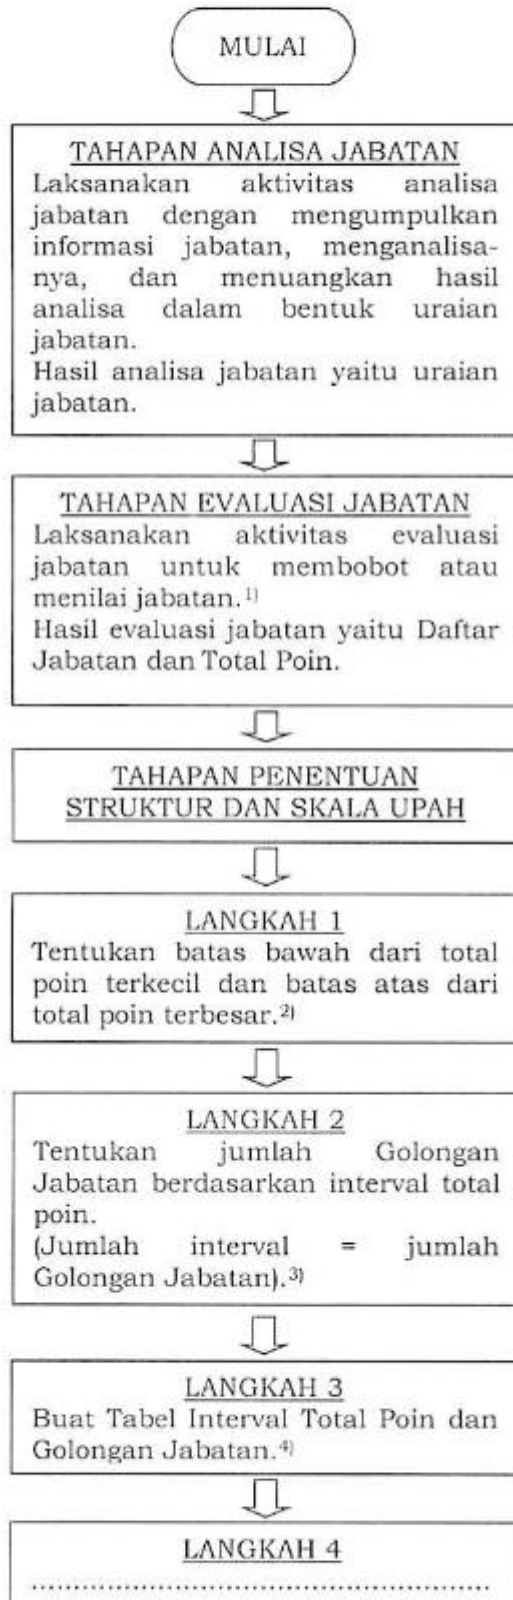 MULAI
TAHAPAN ANALISA JABATAN
Laksanakan aktivitas analisa
jabatan dengan mengumpulkan
informasi jabatan, menganalisa-
nya, dan menuangkan hasil
analisa dalam bentuk uraian
jabatan.
Hasil analisa jabatan yaitu uraian
jabatan.
TAHAPAN EVALUASI JABATAN
Laksanakan aktivitas evaluasi
jabatan untuk membobot atau
menilai jabatan.¹⁾
Hasil evaluasi jabatan yaitu Daftar
Jabatan dan Total Poin.
TAHAPAN PENENTUAN
STRUKTUR DAN SKALA UPAH
LANGKAH 1
Tentukan batas bawah dari total
poin terkecil dan batas atas dari
total poin terbesar.²⁾
LANGKAH 2
Tentukan jumlah Golongan
Jabatan berdasarkan interval total
poin.
(Jumlah interval = jumlah
Golongan Jabatan).³⁾
LANGKAH 3
Buat Tabel Interval Total Poin dan
Golongan Jabatan.⁴⁾
LANGKAH 4
....................................................